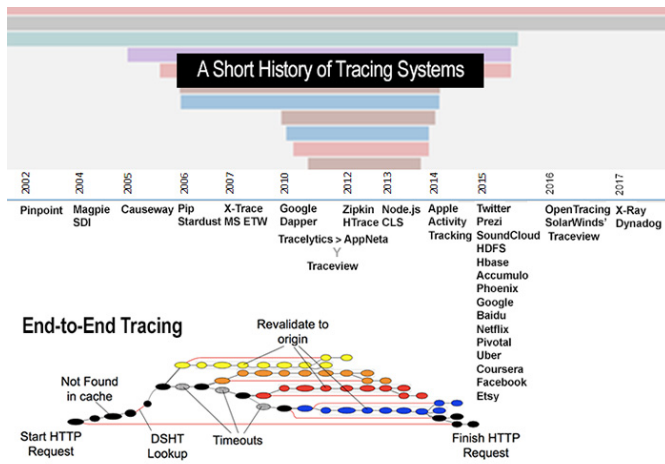 A Short History of Tracing Systems
2002 2004 2005 2006 2007 2010 2012 2013 2014 2015 2016 2017
Pinpoint
Magpie
SDI
Causeway
Pip
Stardust
X-Trace
MS ETW
Google
Dapper
Zipkin
HTrace
Node.js
CLS
Tracelytics > AppNeta
Y
Traceview
Apple
Activity
Tracking
Twitter
Prezi
SoundCloud
HDFS
Hbase
Accumulo
Phoenix
Google
Baidu
Netflix
Pivotal
Uber
Coursera
Facebook
Etsy
OpenTracing
SolarWinds'
Traceview
X-Ray
Dynadog
End-to-End Tracing
Revalidate to
origin
Not Found
in cache
Start HTTP
Request
DSHT
Lookup
Timeouts
Finish HTTP
Request